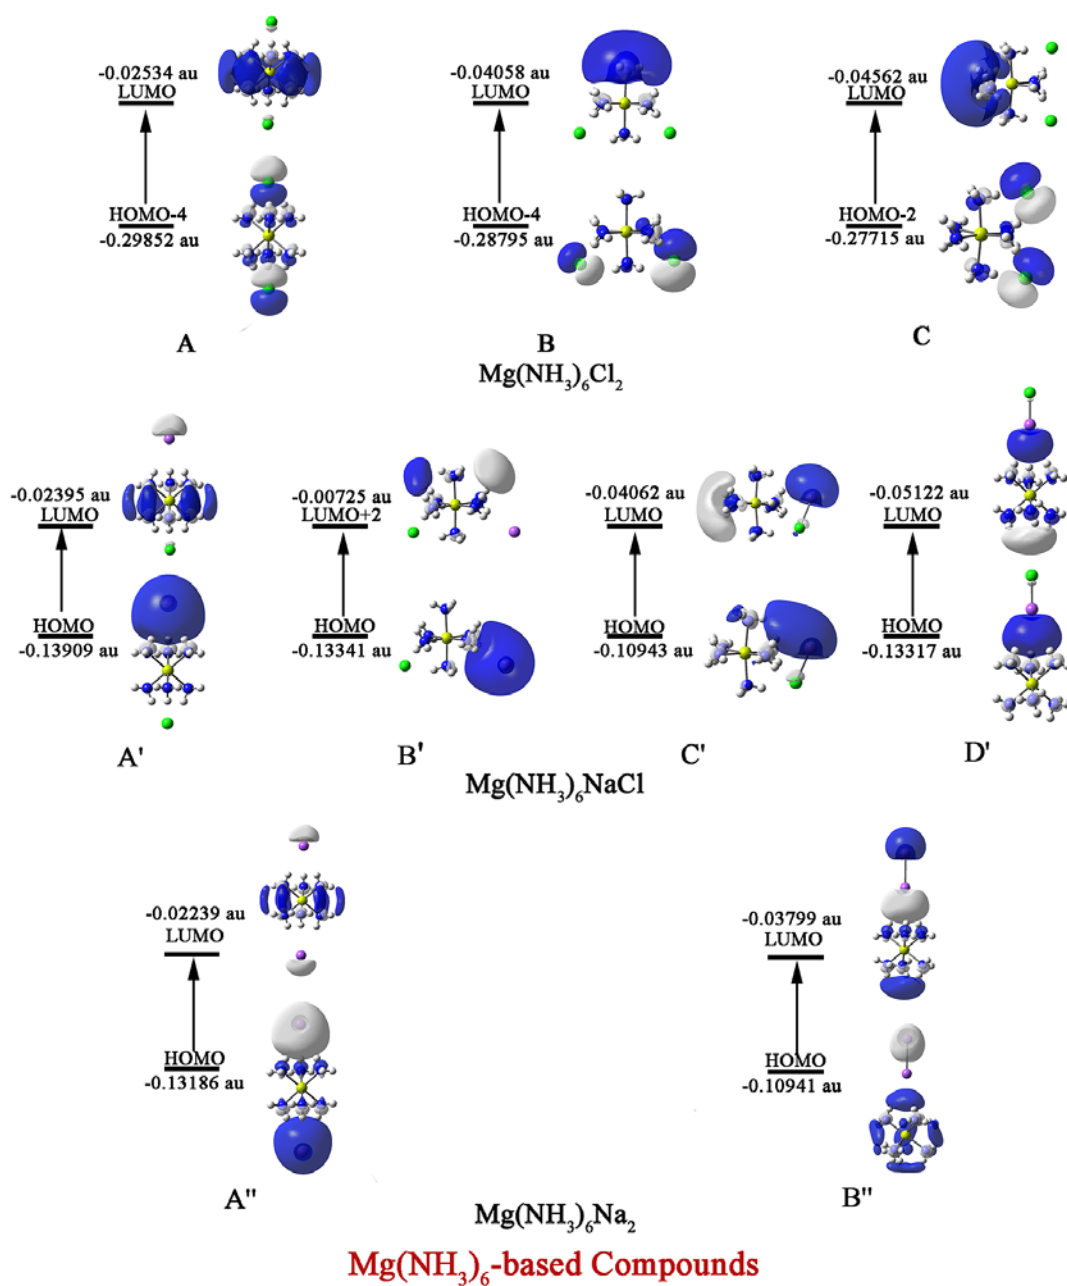 -0.02534 au
LUMO
HOMO-4
-0.29852 au
A
-0.04058 au
LUMO
HOMO-4
-0.28795 au
B
-0.04562 au
LUMO
HOMO-2
-0.27715 au
C
Mg(NH₃)₆Cl₂
-0.02395 au
LUMO
HOMO
-0.13909 au
A'
-0.00725 au
LUMO+2
HOMO
-0.13341 au
B'
-0.04062 au
LUMO
HOMO
-0.10943 au
C'
-0.05122 au
LUMO
HOMO
-0.13317 au
D'
Mg(NH₃)₆NaCl
-0.02239 au
LUMO
HOMO
-0.13186 au
A"
-0.03799 au
LUMO
HOMO
-0.10941 au
B"
Mg(NH₃)₆Na₂
Mg(NH₃)₆-based Compounds